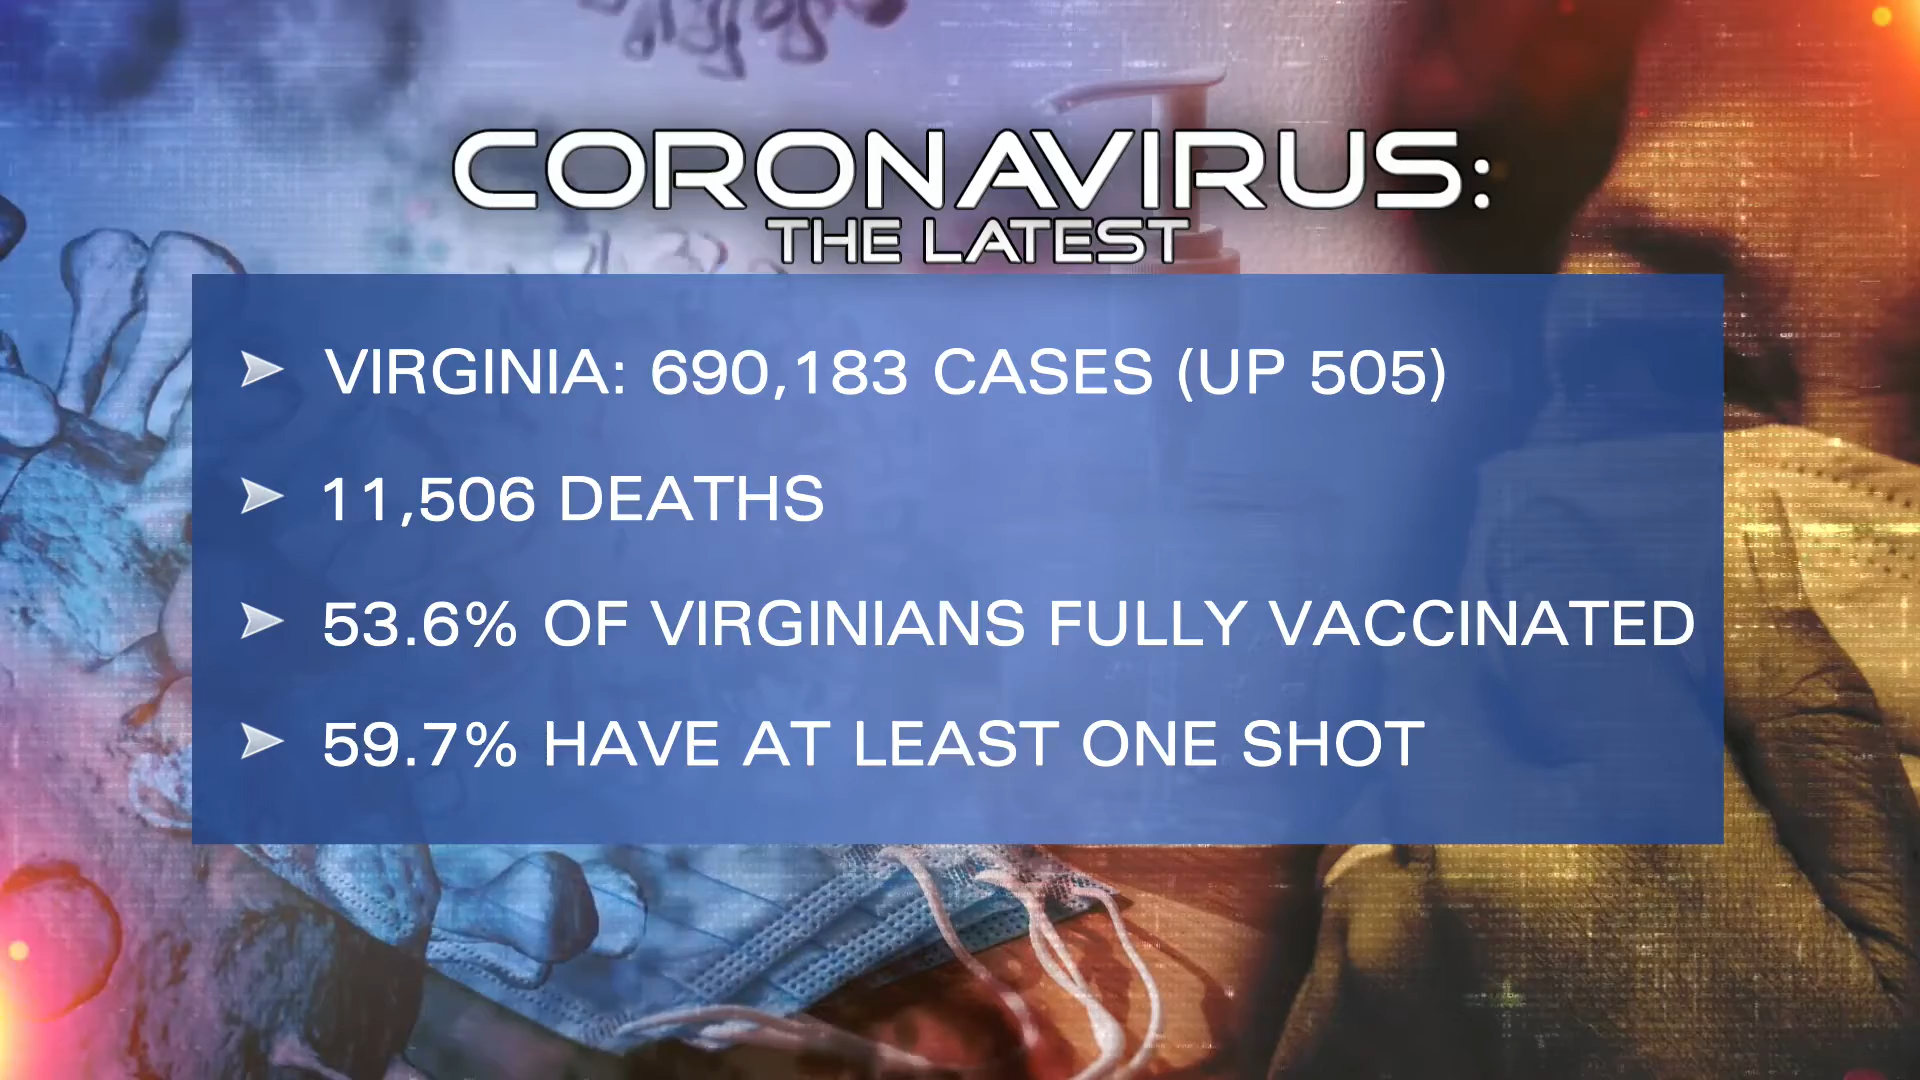 CORONAVIRUS:
THE LATEST
VIRGINIA: 690,183 CASES (UP 505)
11,506 DEATHS
53.6% OF VIRGINIANS FULLY VACCINATED
59.7% HAVE AT LEAST ONE SHOT